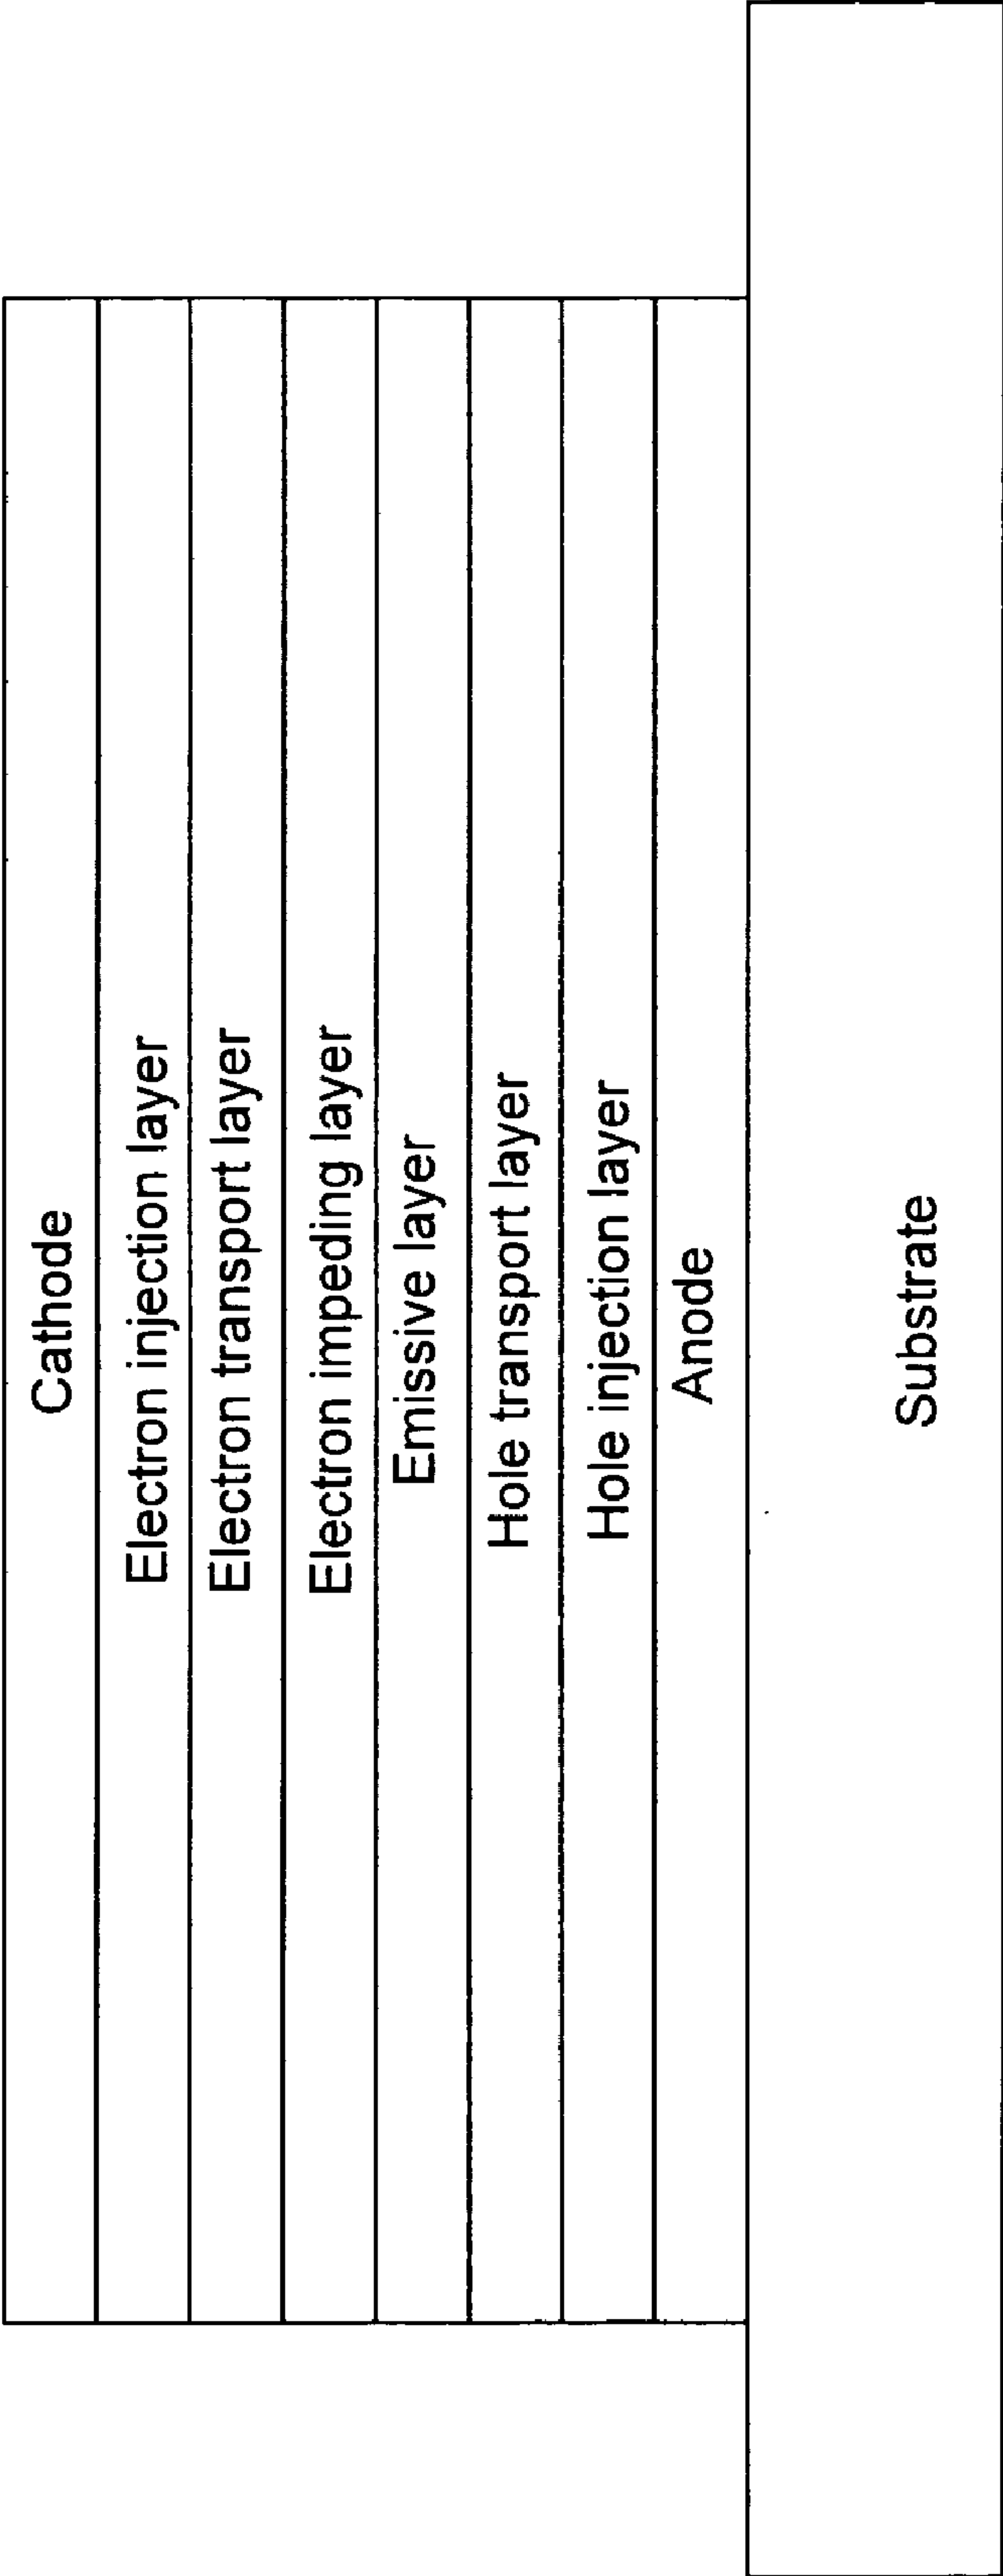 Cathode
Electron injection layer
Electron transport layer
Electron impeding layer
Emissive layer
Hole transport layer
Hole injection layer
Anode
Substrate